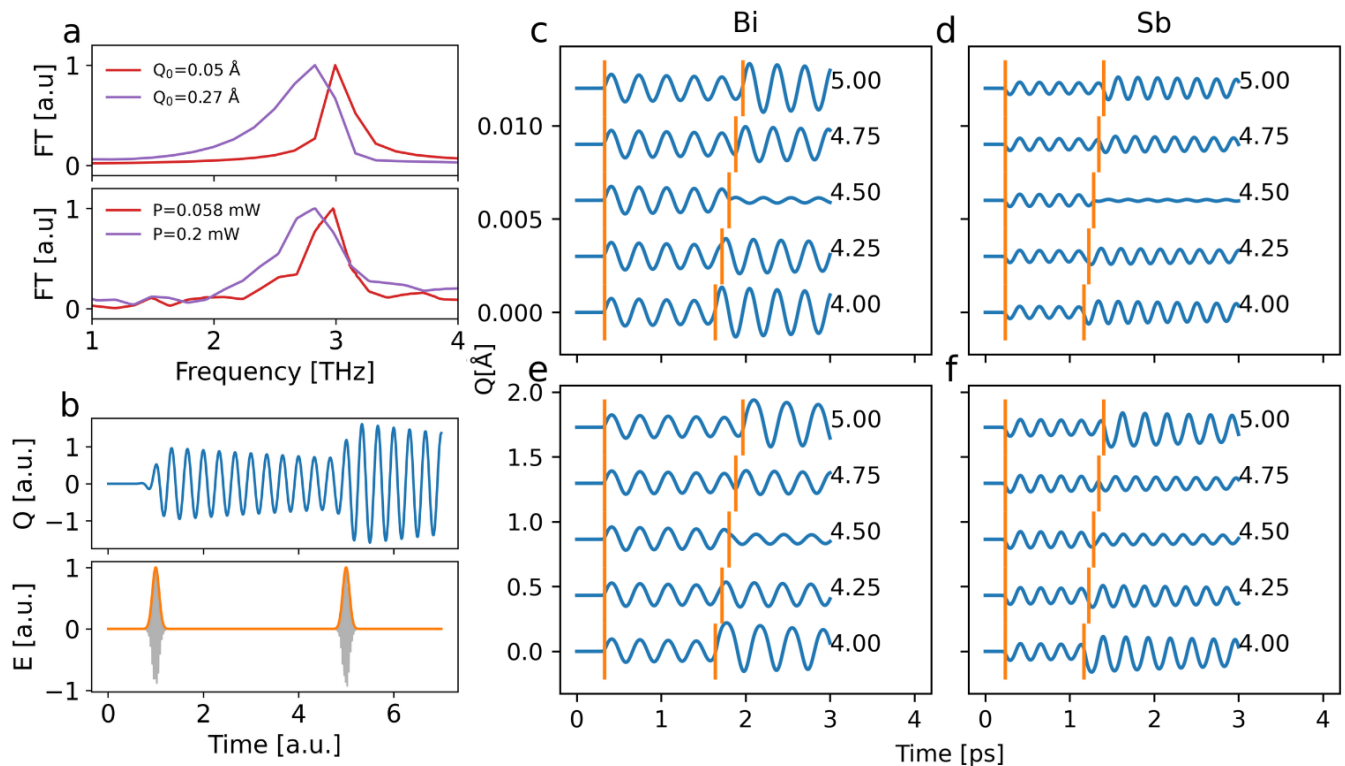 a
FT [a.u]
1
0
Q₀=0.05 Å
Q₀=0.27 Å
FT [a.u]
1
0
P=0.058 mW
P=0.2 mW
1 2 3 4
Frequency [THz]
b
Q [a.u.]
1
0
−1
E [a.u.]
1
0
−1
0 2 4 6
Time [a.u.]
Bi
Sb
c
0.010
0.005
0.000
5.00
4.75
4.50
4.25
4.00
d
5.00
4.75
4.50
4.25
4.00
Q[Å]
e
2.0
1.5
1.0
0.5
0.0
5.00
4.75
4.50
4.25
4.00
0 1 2 3 4
f
5.00
4.75
4.50
4.25
4.00
0 1 2 3 4
Time [ps]